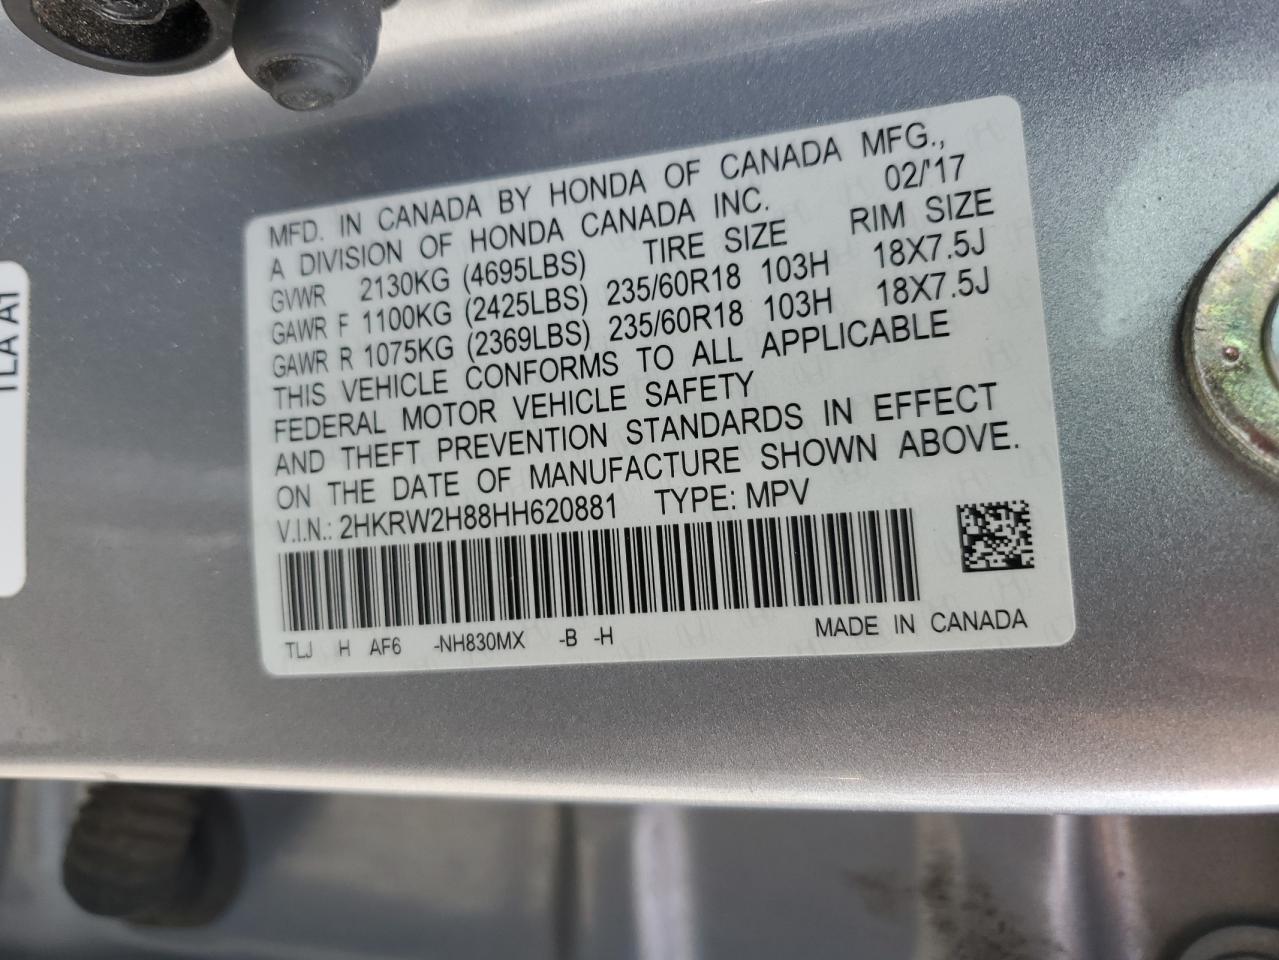 MFD. IN CANADA BY HONDA OF CANADA MFG.,
A DIVISION OF HONDA CANADA INC. 02/'17
GVWR 2130KG (4695LBS) TIRE SIZE RIM SIZE
GAWR F 1100KG (2425LBS) 235/60R18 103H 18X7.5J
GAWR R 1075KG (2369LBS) 235/60R18 103H 18X7.5J
THIS VEHICLE CONFORMS TO ALL APPLICABLE
FEDERAL MOTOR VEHICLE SAFETY
AND THEFT PREVENTION STANDARDS IN EFFECT
ON THE DATE OF MANUFACTURE SHOWN ABOVE.
V.I.N.: 2HKRW2H88HH620881 TYPE: MPV
TLJ H AF6 -NH830MX -B -H MADE IN CANADA